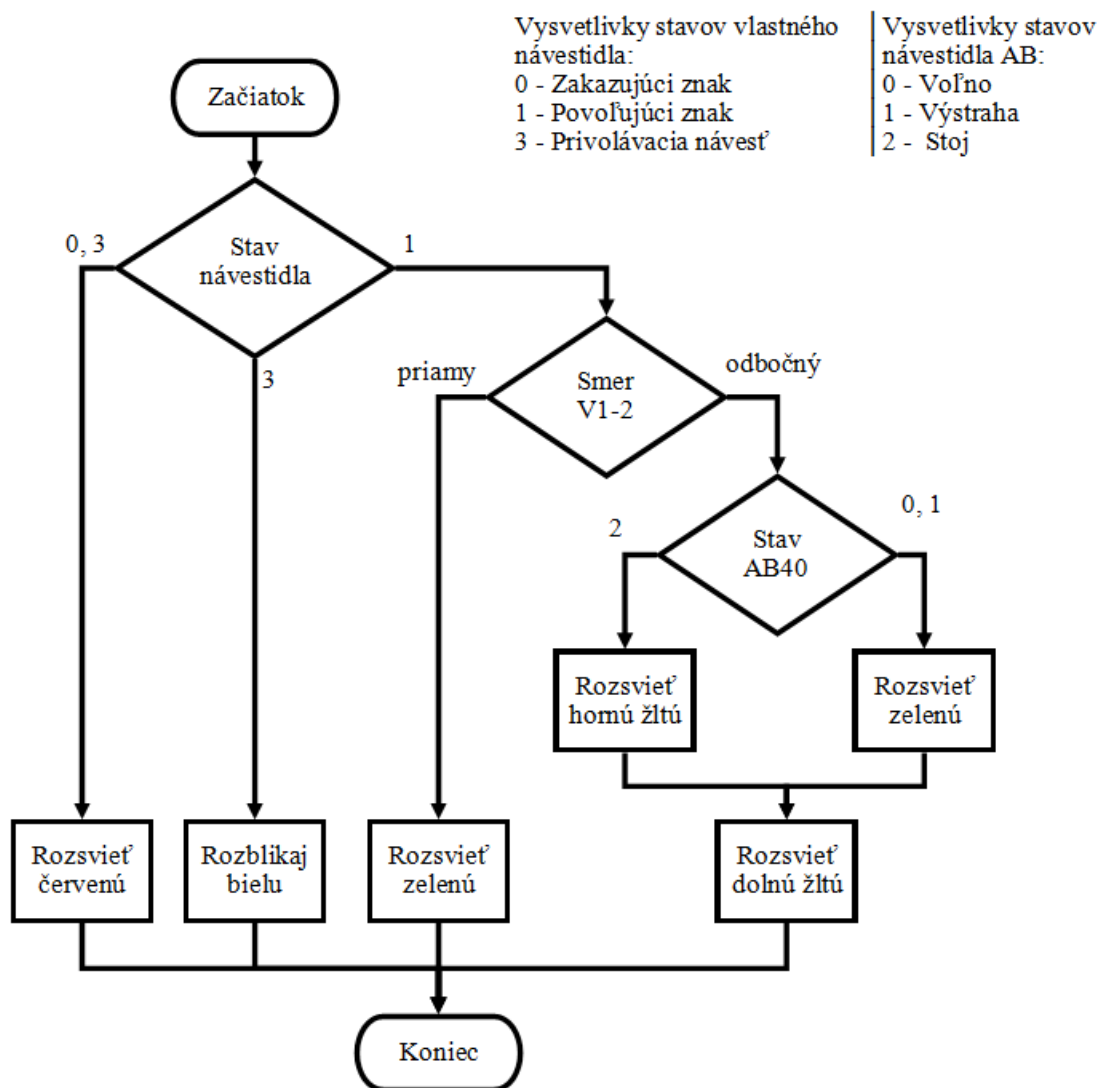 Vysvetlivky stavov vlastného
návestidla:
0 - Zakazujúci znak
1 - Povoľujúci znak
3 - Privolávacia návesť
Vysvetlivky stavov
návestidla AB:
0 - Voľno
1 - Výstraha
2 - Stoj
Začiatok
0, 3
Stav
návestidla
1
3
priamy
Smer
V1-2
odbočný
2
Stav
AB40
0, 1
Rozsvieť
hornú žltú
Rozsvieť
zelenú
Rozsvieť
červenú
Rozblikaj
bielu
Rozsvieť
zelenú
Rozsvieť
dolnú žltú
Koniec